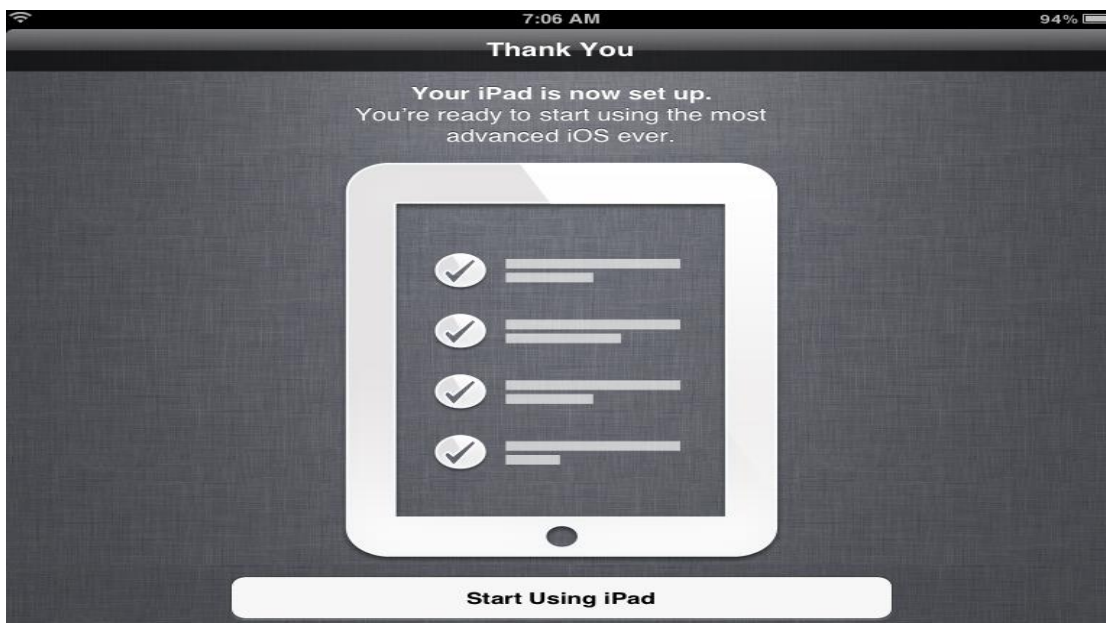 7:06 AM
94%
Thank You
Your iPad is now set up.
You're ready to start using the most
advanced iOS ever.
Start Using iPad